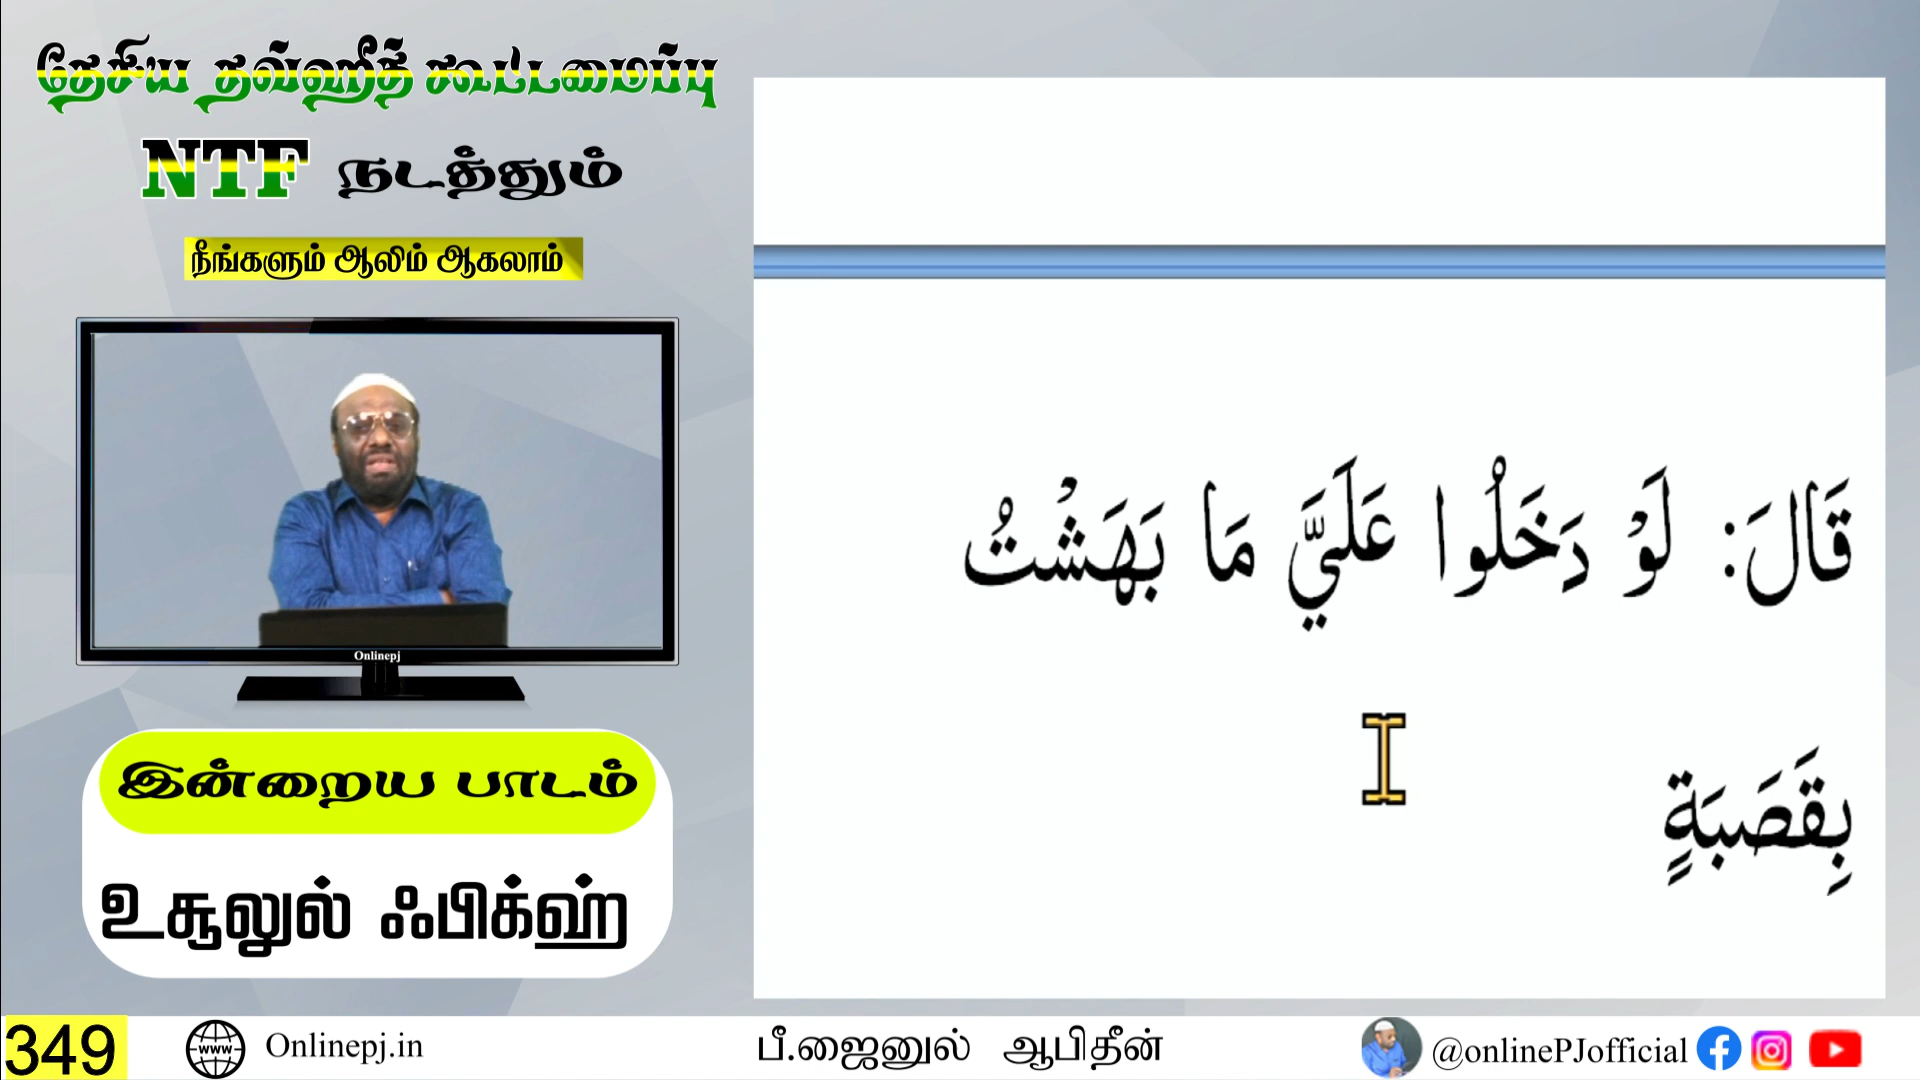 தேசிய தவ்ஹீத் கூட்டமைப்பு
NTF நடத்தும்
நீங்களும் ஆலிம் ஆகலாம்
Onlinepj
இன்றைய பாடம்
உசூலுல் ஃபிக்ஹ்
قَالَ: لَوْ دَخَلُوا عَلَيَّ مَا بَهَشْتُ
بِقَصَبَةٍ
349
www
Onlinepj.in
பீ.ஜைனுல் ஆபிதீன்
@onlinePJofficial